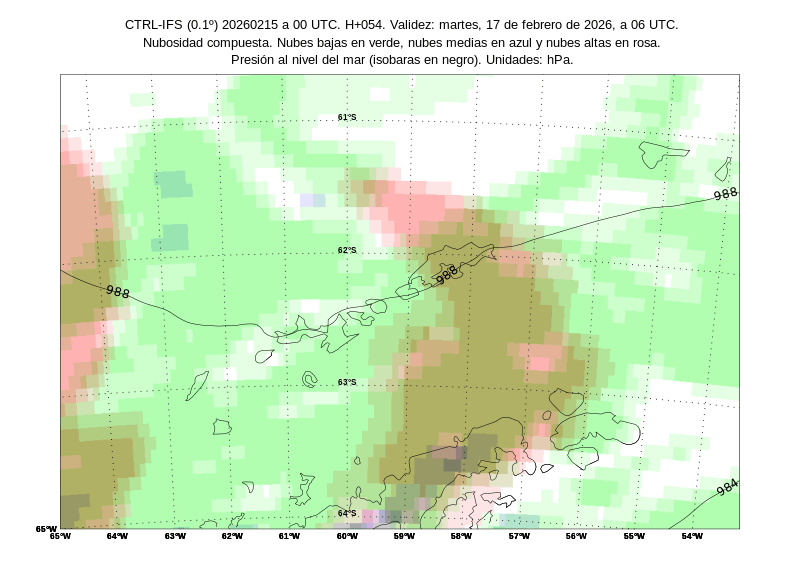 CTRL-IFS (0.1º) 20260215 a 00 UTC. H+054. Validez: martes, 17 de febrero de 2026, a 06 UTC.
Nubosidad compuesta. Nubes bajas en verde, nubes medias en azul y nubes altas en rosa.
Presión al nivel del mar (isobaras en negro). Unidades: hPa.
61°S
988
62°S
988
988
63°S
984
64°S
65°W
65°W 64°W 63°W 62°W 61°W 60°W 59°W 58°W 57°W 56°W 55°W 54°W